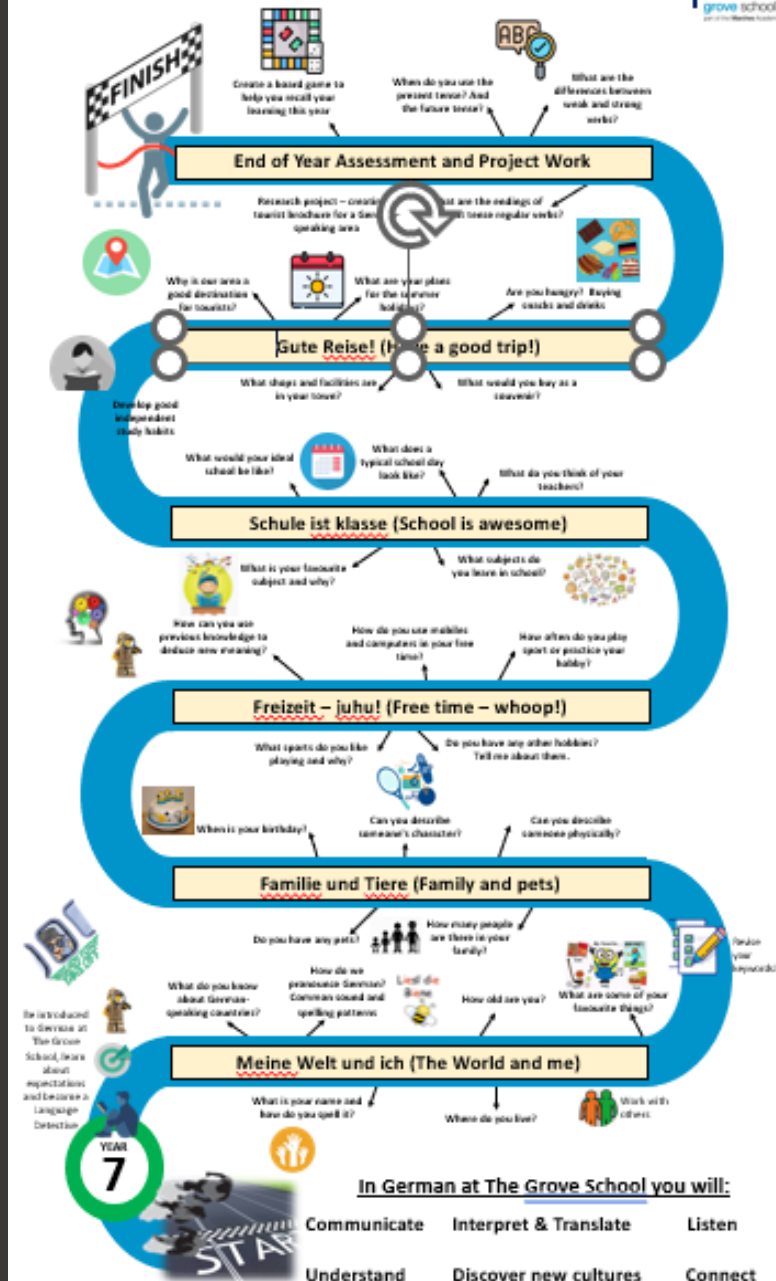 grove school
FINISH
ABC
Create a board game to
help you recall your
learning this year
When do you use the
present tense? And
the future tense?
What are the
differences between
weak and strong
verbs?
End of Year Assessment and Project Work
Research project – 
tourist brochure for a
speaking area
are the endings of
tense regular verbs?
Why is our area a
good destination
for tourists?
What are your plans
for the summer
Are you hungry? Buying
snacks and drinks
Gute Reise! (H e a good trip!)
What shops and facilities are
in your town?
What would you buy as a
souvenir?
Develop good
independent
study habits
What would your ideal
school be like?
What does a
typical school day
look like?
What do you think of your
teachers?
Schule ist klasse (School is awesome)
What is your favourite
subject and why?
What subjects do
you learn in school?
How can you use
previous knowledge to
deduce new meaning?
How do you use mobiles
and computers in your free
time?
How often do you play
sport or practice your
hobby?
Freizeit – juhu! (Free time – whoop!)
What sports do you like
playing and why?
Do you have any other hobbies?
Tell me about them.
When is your birthday?
Can you describe
someone's character?
Can you describe
someone physically?
Familie und Tiere (Family and pets)
Do you have any pets?
How many people
are there in your
family?
Revise
your
keywords
What do you know
about German-
speaking countries?
How do we
pronounce German?
Common sound and
spelling patterns
Liesl die
Biene
How old are you?
What are some of your
favourite things?
Be introduced
to German at
The Grove
School, learn
about
expectations
and become a
Language
Detective
Meine Welt und ich (The World and me)
What is your name and
how do you spell it?
Where do you live?
Work with
others
YEAR
7
START
In German at The Grove School you will:
Communicate Interpret & Translate Listen
Understand Discover new cultures Connect